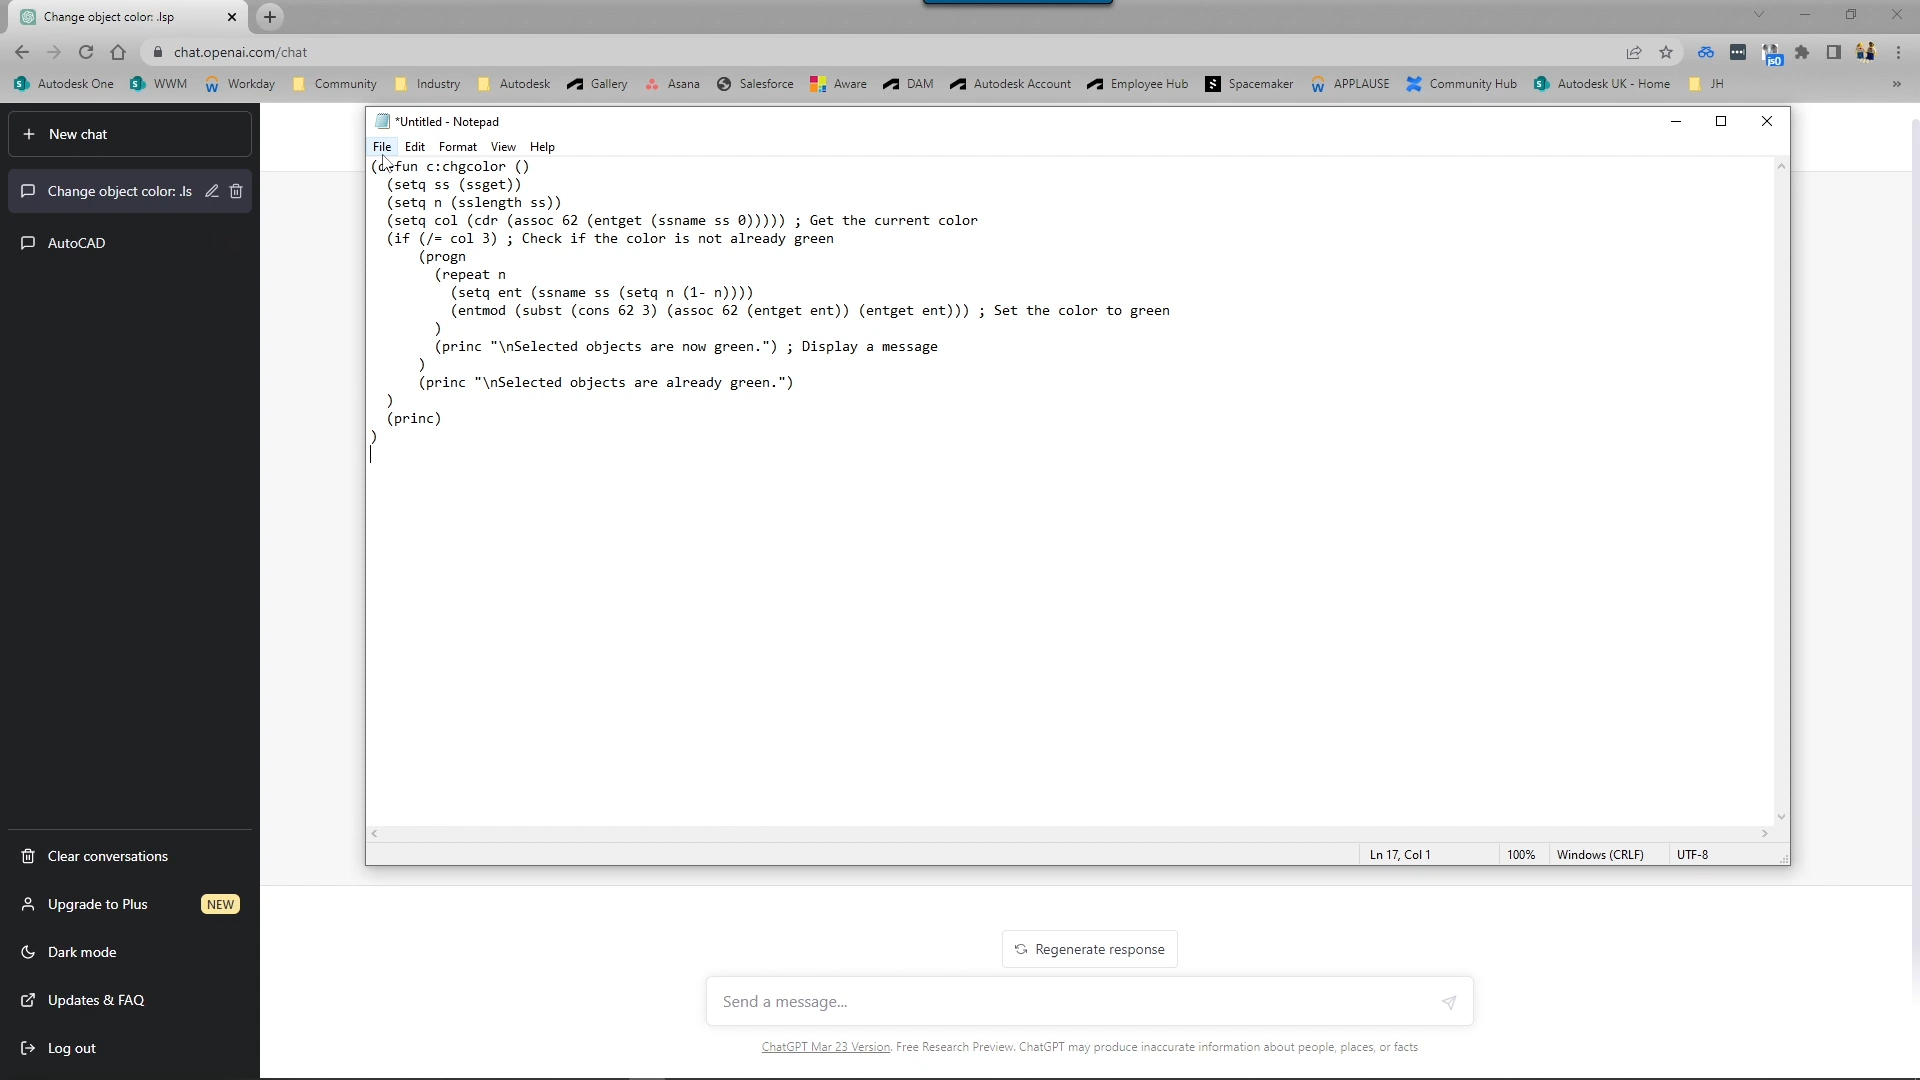 Change object color: .lsp
chat.openai.com/chat
js0
Autodesk One
WWM
Workday
Community
Industry
Autodesk
Gallery
Asana
Salesforce
Aware
DAM
Autodesk Account
Employee Hub
Spacemaker
APPLAUSE
Community Hub
Autodesk UK - Home
JH
»
+ New chat
Change object color: .ls
AutoCAD
Clear conversations
Upgrade to Plus NEW
Dark mode
Updates & FAQ
Log out
*Untitled - Notepad
File Edit Format View Help
(defun c:chgcolor ()
  (setq ss (ssget))
  (setq n (sslength ss))
  (setq col (cdr (assoc 62 (entget (ssname ss 0))))) ; Get the current color
  (if (/= col 3) ; Check if the color is not already green
      (progn
        (repeat n
          (setq ent (ssname ss (setq n (1- n))))
          (entmod (subst (cons 62 3) (assoc 62 (entget ent)) (entget ent))) ; Set the color to green
        )
        (princ "\nSelected objects are now green.") ; Display a message
      )
      (princ "\nSelected objects are already green.")
  )
  (princ)
)
Ln 17, Col 1
100%
Windows (CRLF)
UTF-8
Regenerate response
Send a message...
ChatGPT Mar 23 Version. Free Research Preview. ChatGPT may produce inaccurate information about people, places, or facts